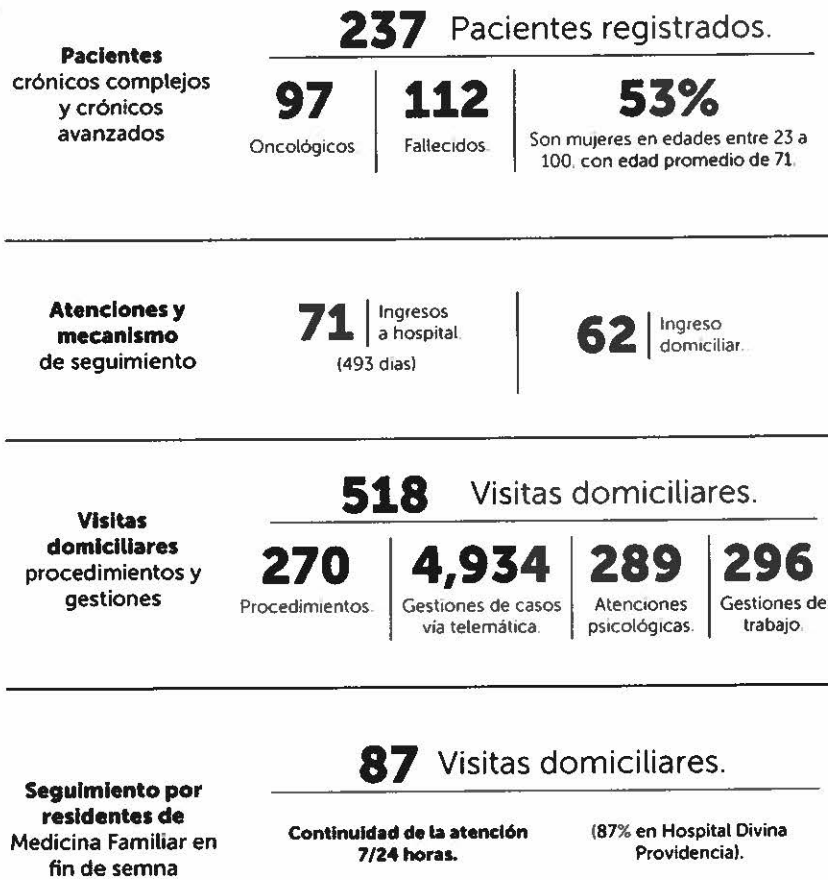 Pacientes
crónicos complejos
y crónicos
avanzados
237 Pacientes registrados.
97
Oncológicos
112
Fallecidos.
53%
Son mujeres en edades entre 23 a
100, con edad promedio de 71.
Atenciones y
mecanismo
de seguimiento
71 Ingresos
a hospital.
(493 días)
62 Ingreso
domiciliar.
Visitas
domiciliares
procedimientos y
gestiones
518 Visitas domiciliares.
270
Procedimientos.
4,934
Gestiones de casos
vía telemática.
289
Atenciones
psicológicas.
296
Gestiones de
trabajo.
Seguimiento por
residentes de
Medicina Familiar en
fin de semna
87 Visitas domiciliares.
Continuidad de la atención
7/24 horas.
(87% en Hospital Divina
Providencia).